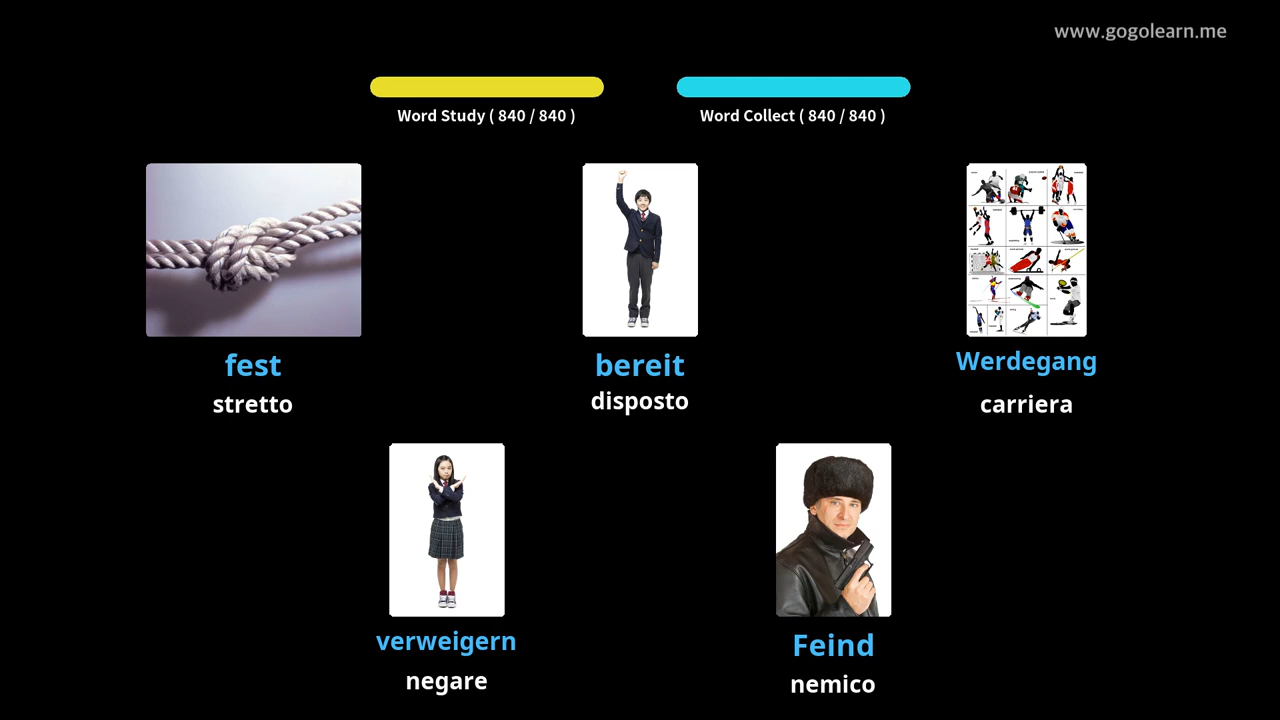 www.gogolearn.me
Word Study ( 840 / 840 )
Word Collect ( 840 / 840 )
fest
stretto
bereit
disposto
Werdegang
carriera
verweigern
negare
Feind
nemico